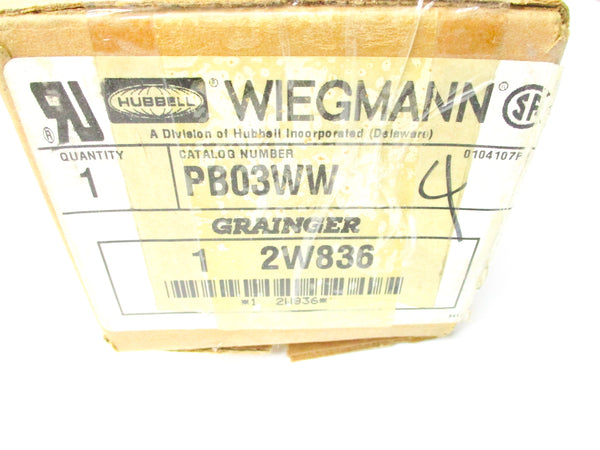 HUBBELL ® WIEGMANN ®
A Division of Hubbell Incorporated (Delaware)
QUANTITY CATALOG NUMBER 0104107F
1 PB03WW 4
GRAINGER
1 2W836
*1 2W836*